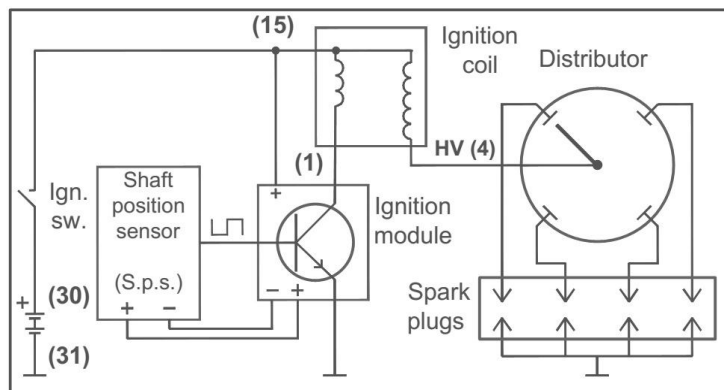 (15)
Ignition
coil
Distributor
HV (4)
(1)
Ign.
sw.
Shaft
position
sensor
(S.p.s.)
+ −
+
− +
Ignition
module
+
(30)
(31)
Spark
plugs